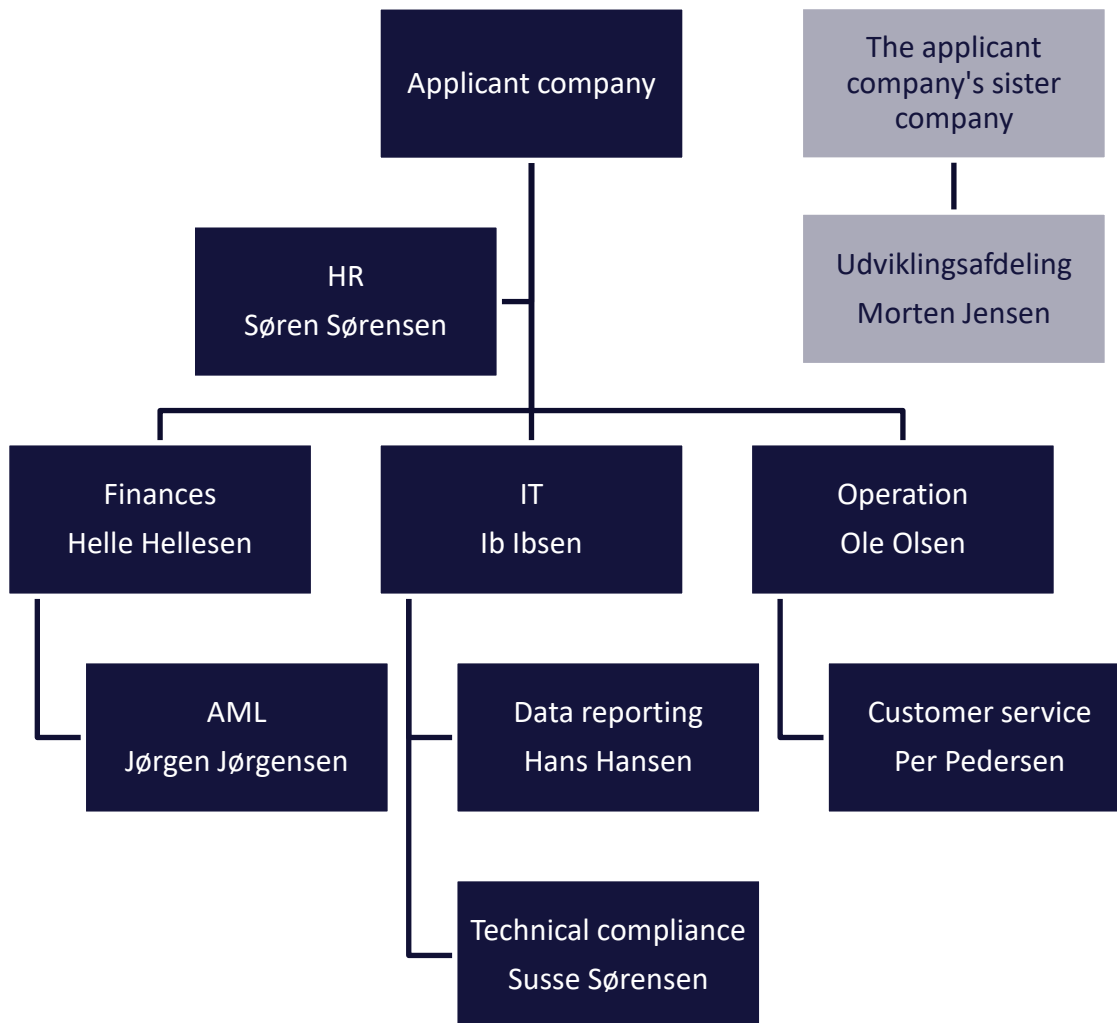 Applicant company
The applicant
company's sister
company
HR
Søren Sørensen
Udviklingsafdeling
Morten Jensen
Finances
Helle Hellesen
IT
Ib Ibsen
Operation
Ole Olsen
AML
Jørgen Jørgensen
Data reporting
Hans Hansen
Customer service
Per Pedersen
Technical compliance
Susse Sørensen